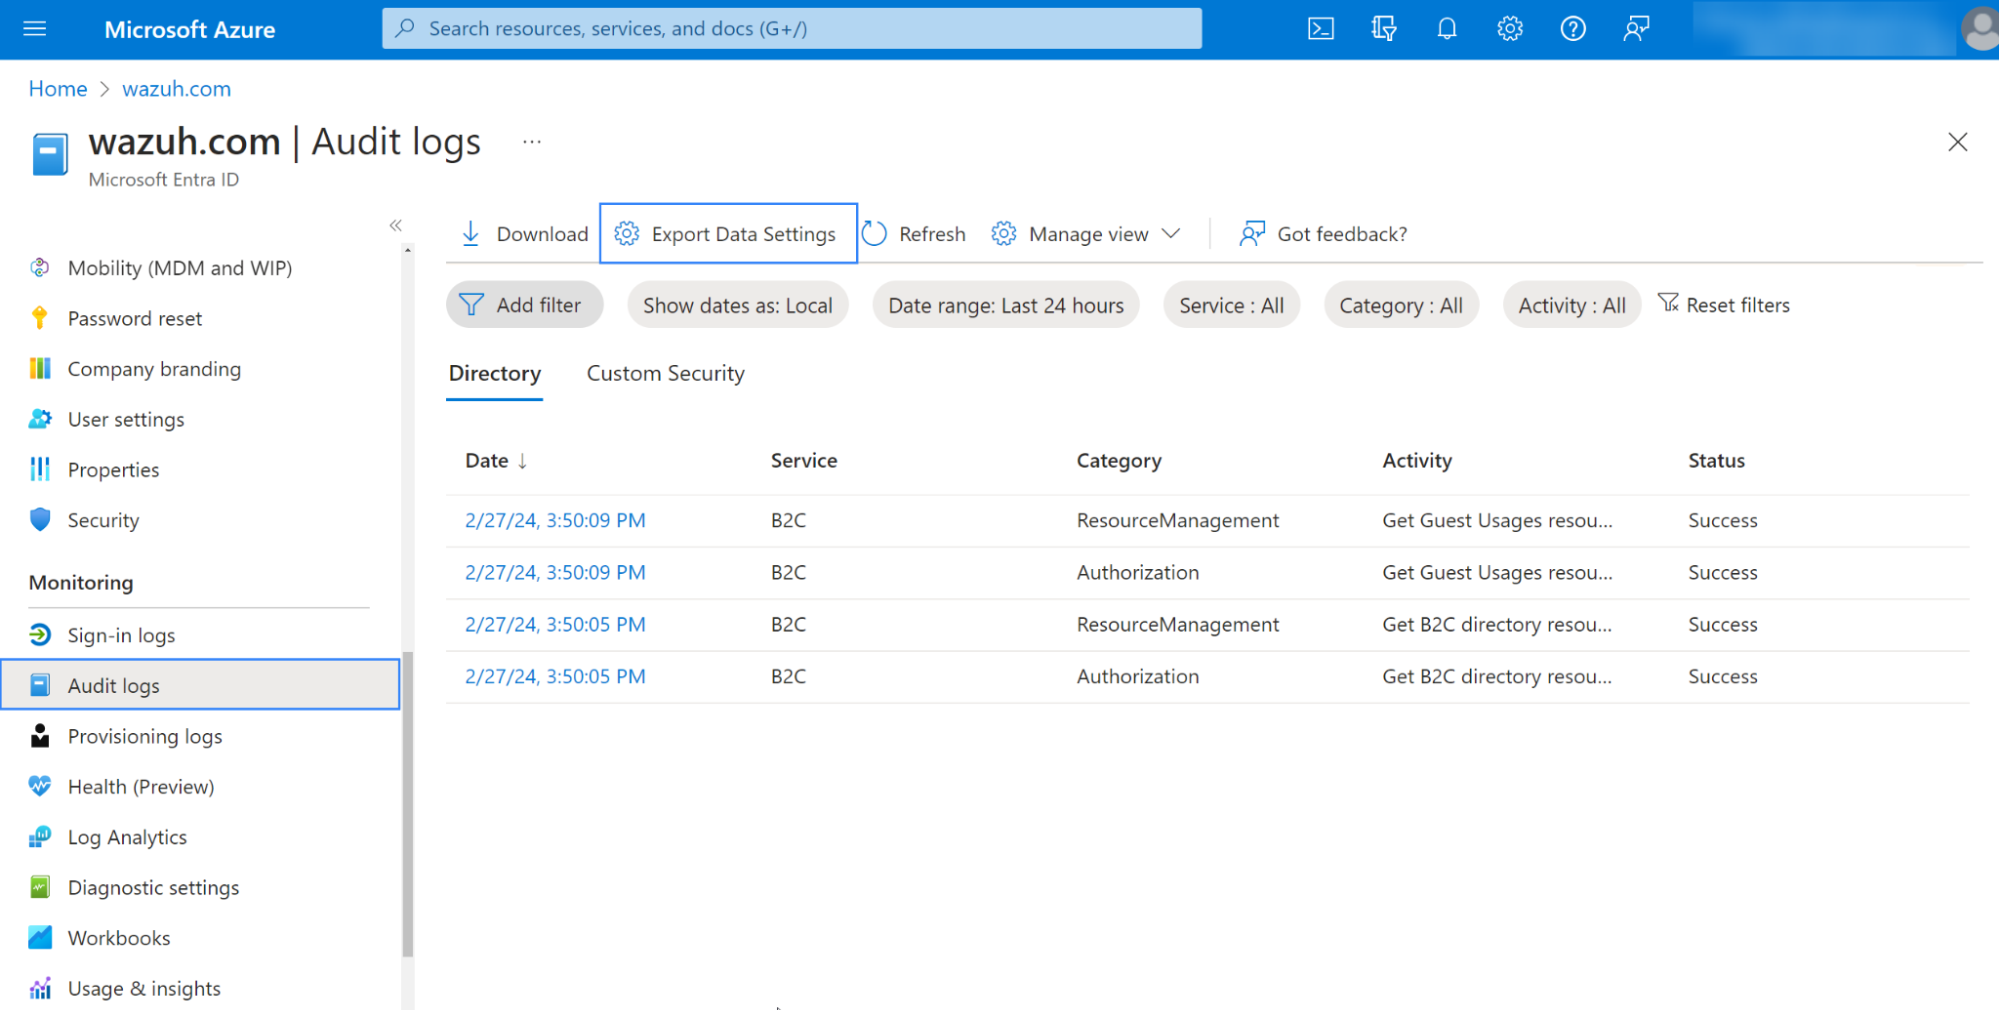 Microsoft Azure
Search resources, services, and docs (G+/)
Home > wazuh.com
wazuh.com | Audit logs ...
Microsoft Entra ID
Mobility (MDM and WIP)
Password reset
Company branding
User settings
Properties
Security
Monitoring
Sign-in logs
Audit logs
Provisioning logs
Health (Preview)
Log Analytics
Diagnostic settings
Workbooks
Usage & insights
Download Export Data Settings Refresh Manage view Got feedback?
Add filter Show dates as: Local Date range: Last 24 hours Service : All Category : All Activity : All Reset filters
Directory Custom Security
Date ↓ Service Category Activity Status
2/27/24, 3:50:09 PM B2C ResourceManagement Get Guest Usages resou... Success
2/27/24, 3:50:09 PM B2C Authorization Get Guest Usages resou... Success
2/27/24, 3:50:05 PM B2C ResourceManagement Get B2C directory resou... Success
2/27/24, 3:50:05 PM B2C Authorization Get B2C directory resou... Success